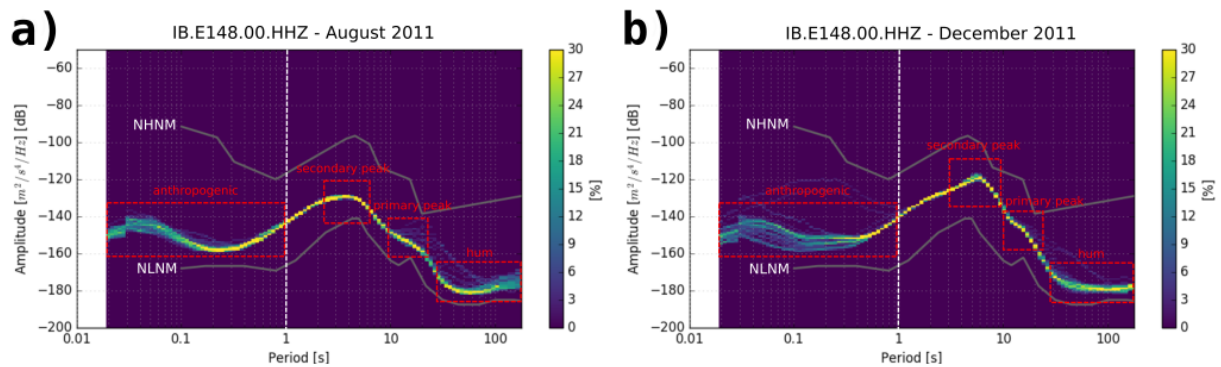 a)
IB.E148.00.HHZ - August 2011
Amplitude [m²/s⁴/Hz] [dB]
−60
−80
−100
−120
−140
−160
−180
−200
NHNM
NLNM
anthropogenic
secondary peak
primary peak
hum
0.01 0.1 1 10 100
Period [s]
30
27
24
21
18
15
12
9
6
3
0
[%]
b)
IB.E148.00.HHZ - December 2011
Amplitude [m²/s⁴/Hz] [dB]
−60
−80
−100
−120
−140
−160
−180
−200
NHNM
NLNM
anthropogenic
secondary peak
primary peak
hum
0.01 0.1 1 10 100
Period [s]
30
27
24
21
18
15
12
9
6
3
0
[%]